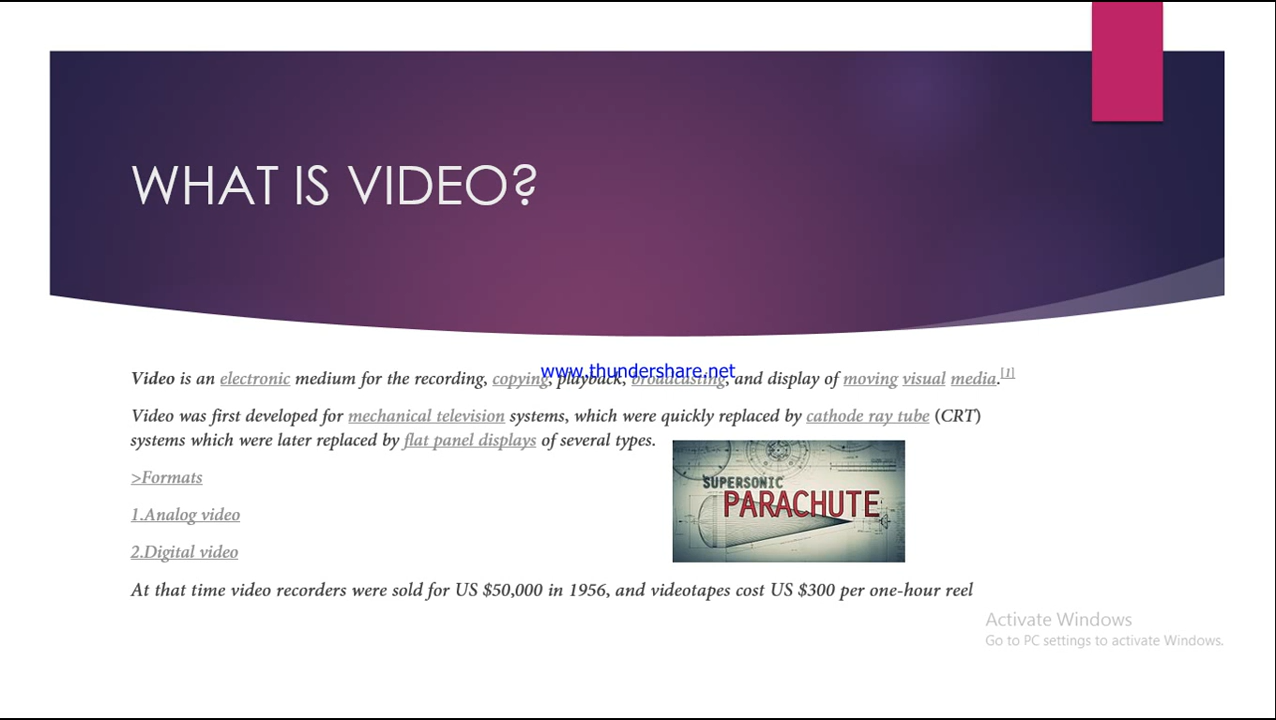 WHAT IS VIDEO?
www.thundershare.net
Video is an electronic medium for the recording, copying, playback, broadcasting, and display of moving visual media.[1]
Video was first developed for mechanical television systems, which were quickly replaced by cathode ray tube (CRT)
systems which were later replaced by flat panel displays of several types.
SUPERSONIC
PARACHUTE
>Formats
1.Analog video
2.Digital video
At that time video recorders were sold for US $50,000 in 1956, and videotapes cost US $300 per one-hour reel
Activate Windows
Go to PC settings to activate Windows.